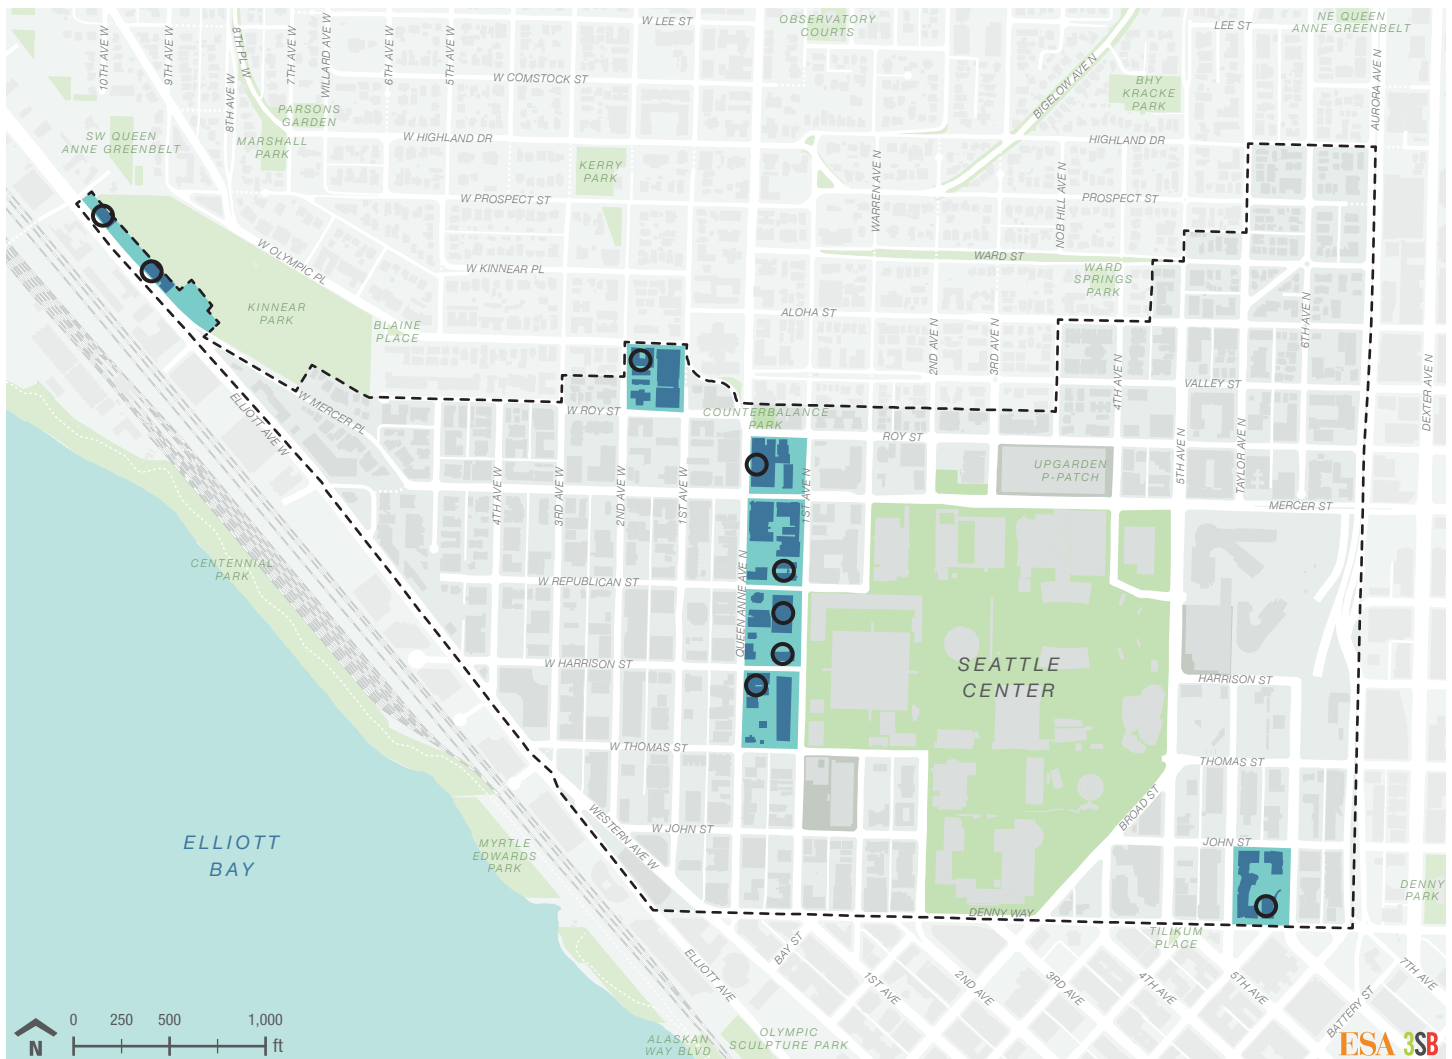 W LEE ST
OBSERVATORY
COURTS
LEE ST
NE QUEEN
ANNE GREENBELT
10TH AVE W
9TH AVE W
8TH PL W
8TH AVE W
7TH AVE W
WILLARD AVE W
6TH AVE W
5TH AVE W
W COMSTOCK ST
BIGELOW AVE N
BHY
KRACKE
PARK
AURORA AVE N
PARSONS
GARDEN
SW QUEEN
ANNE GREENBELT
MARSHALL
PARK
W HIGHLAND DR
HIGHLAND DR
KERRY
PARK
WARREN AVE N
NOB HILL AVE N
W PROSPECT ST
PROSPECT ST
W OLYMPIC PL
W KINNEAR PL
WARD ST
WARD
SPRINGS
PARK
KINNEAR
PARK
BLAINE
PLACE
ALOHA ST
2ND AVE N
3RD AVE N
4TH AVE N
6TH AVE N
DEXTER AVE N
VALLEY ST
ELLIOTT AVE W
W MERCER PL
W ROY ST
COUNTERBALANCE
PARK
ROY ST
5TH AVE N
TAYLOR AVE N
UPGARDEN
P-PATCH
4TH AVE W
3RD AVE W
2ND AVE W
1ST AVE W
1ST AVE N
MERCER ST
CENTENNIAL
PARK
W REPUBLICAN ST
QUEEN ANNE AVE N
W HARRISON ST
SEATTLE
CENTER
HARRISON ST
W THOMAS ST
THOMAS ST
WESTERN AVE W
W JOHN ST
BROAD ST
JOHN ST
ELLIOTT
BAY
MYRTLE
EDWARDS
PARK
DENNY
PARK
DENNY WAY
TILIKUM
PLACE
ELLIOTT AVE
BAY ST
1ST AVE
2ND AVE
3RD AVE
4TH AVE
5TH AVE
7TH AVE
BATTERY ST
0 250 500 1,000
ft
N
ALASKAN
WAY BLVD
OLYMPIC
SCULPTURE PARK
ESA 3SB